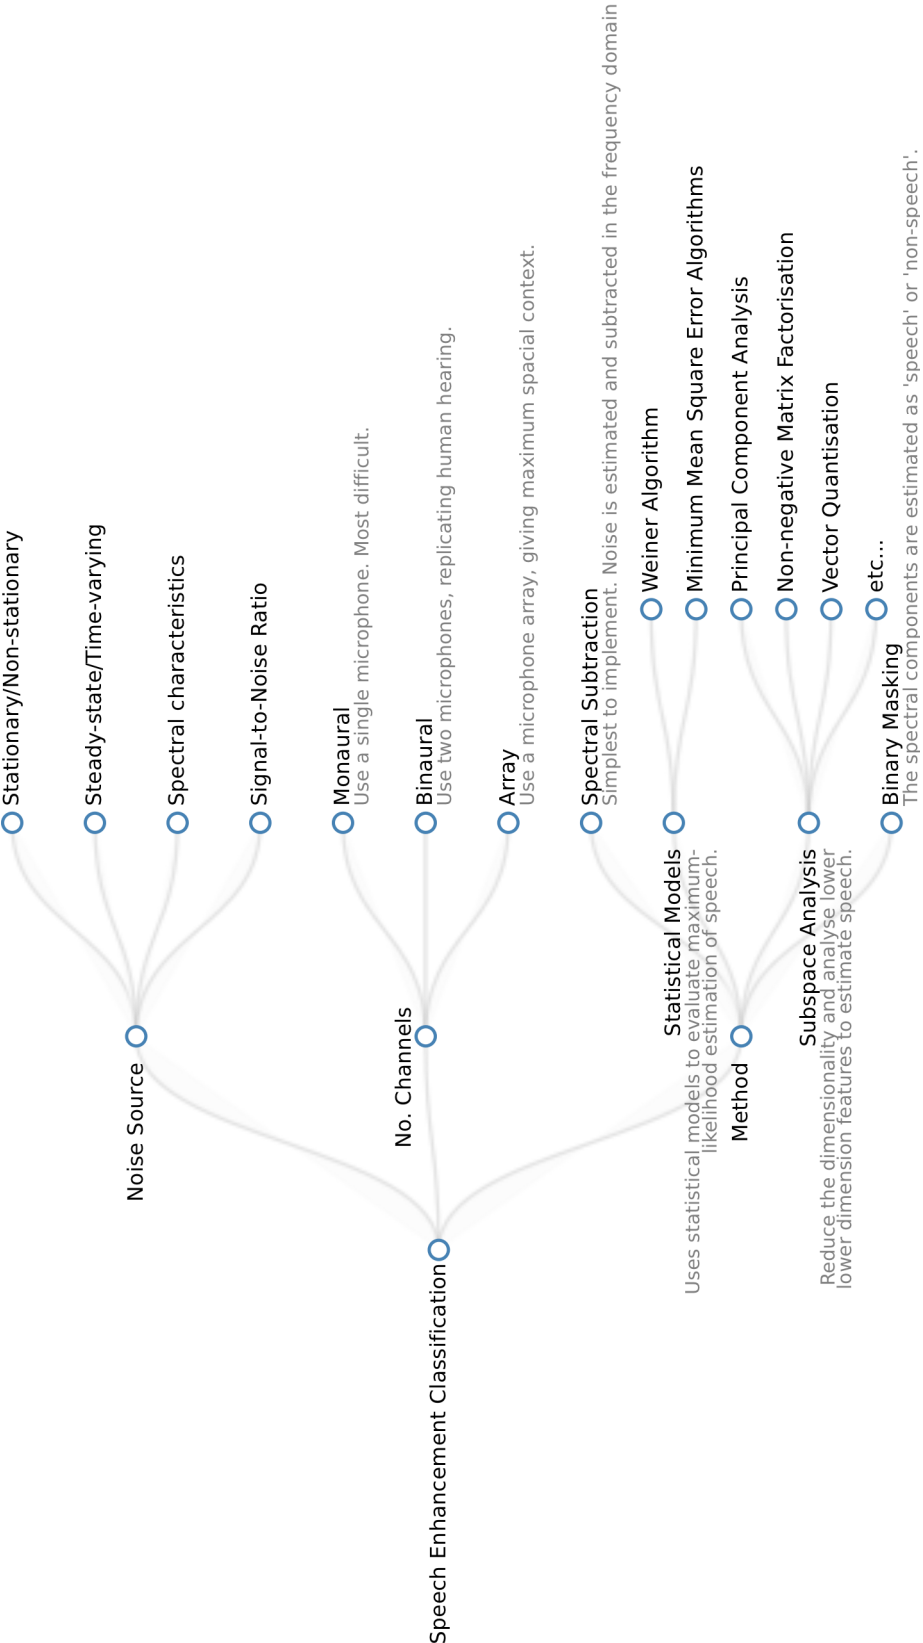 Speech Enhancement Classification
Noise Source
Stationary/Non-stationary
Steady-state/Time-varying
Spectral characteristics
Signal-to-Noise Ratio
No. Channels
Monaural
Use a single microphone. Most difficult.
Binaural
Use two microphones, replicating human hearing.
Array
Use a microphone array, giving maximum spacial context.
Method
Spectral Subtraction
Simplest to implement. Noise is estimated and subtracted in the frequency domain
Statistical Models
Uses statistical models to evaluate maximum-
likelihood estimation of speech.
Weiner Algorithm
Minimum Mean Square Error Algorithms
Subspace Analysis
Reduce the dimensionality and analyse lower
lower dimension features to estimate speech.
Principal Component Analysis
Non-negative Matrix Factorisation
Vector Quantisation
etc...
Binary Masking
The spectral components are estimated as 'speech' or 'non-speech'.